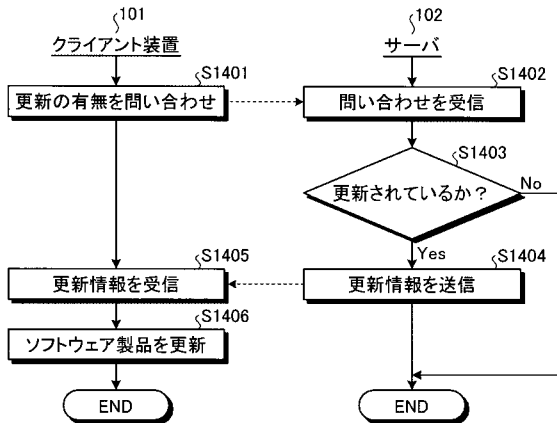 101
クライアント装置
102
サーバ
S1401
更新の有無を問い合わせ
S1402
問い合わせを受信
S1403
更新されているか？
No
Yes
S1405
更新情報を受信
S1404
更新情報を送信
S1406
ソフトウェア製品を更新
END
END